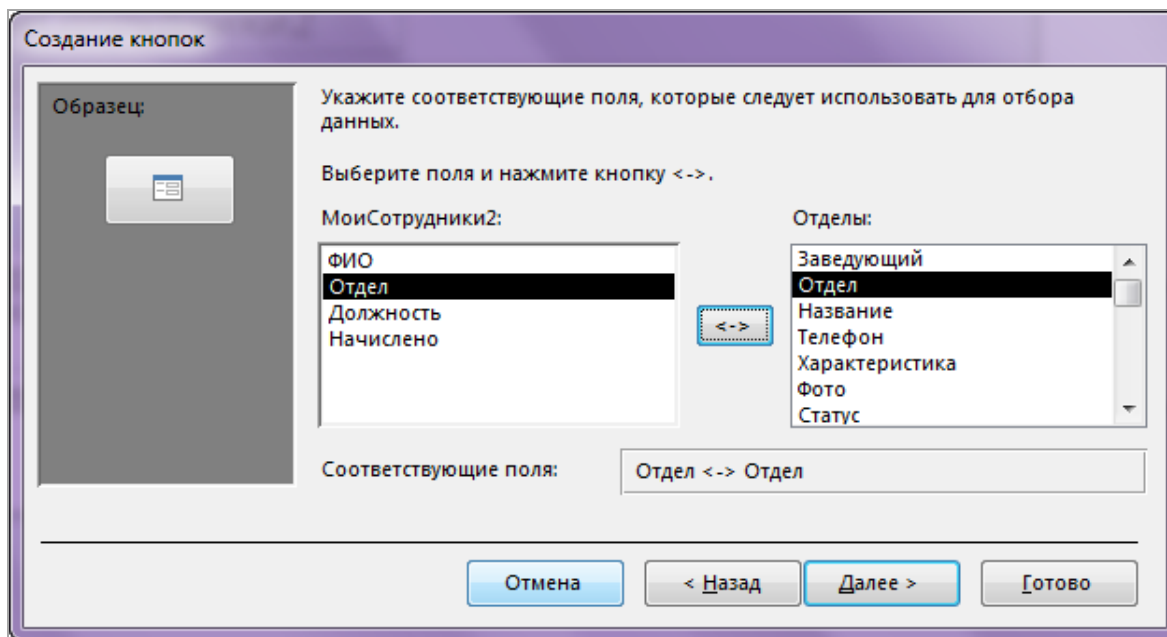 Создание кнопок
Образец:
Укажите соответствующие поля, которые следует использовать для отбора
данных.
Выберите поля и нажмите кнопку <->.
МоиСотрудники2:
Отделы:
ФИО
Отдел
Должность
Начислено
<->
Заведующий
Отдел
Название
Телефон
Характеристика
Фото
Статус
Соответствующие поля:
Отдел <-> Отдел
Отмена
< Назад
Далее >
Готово